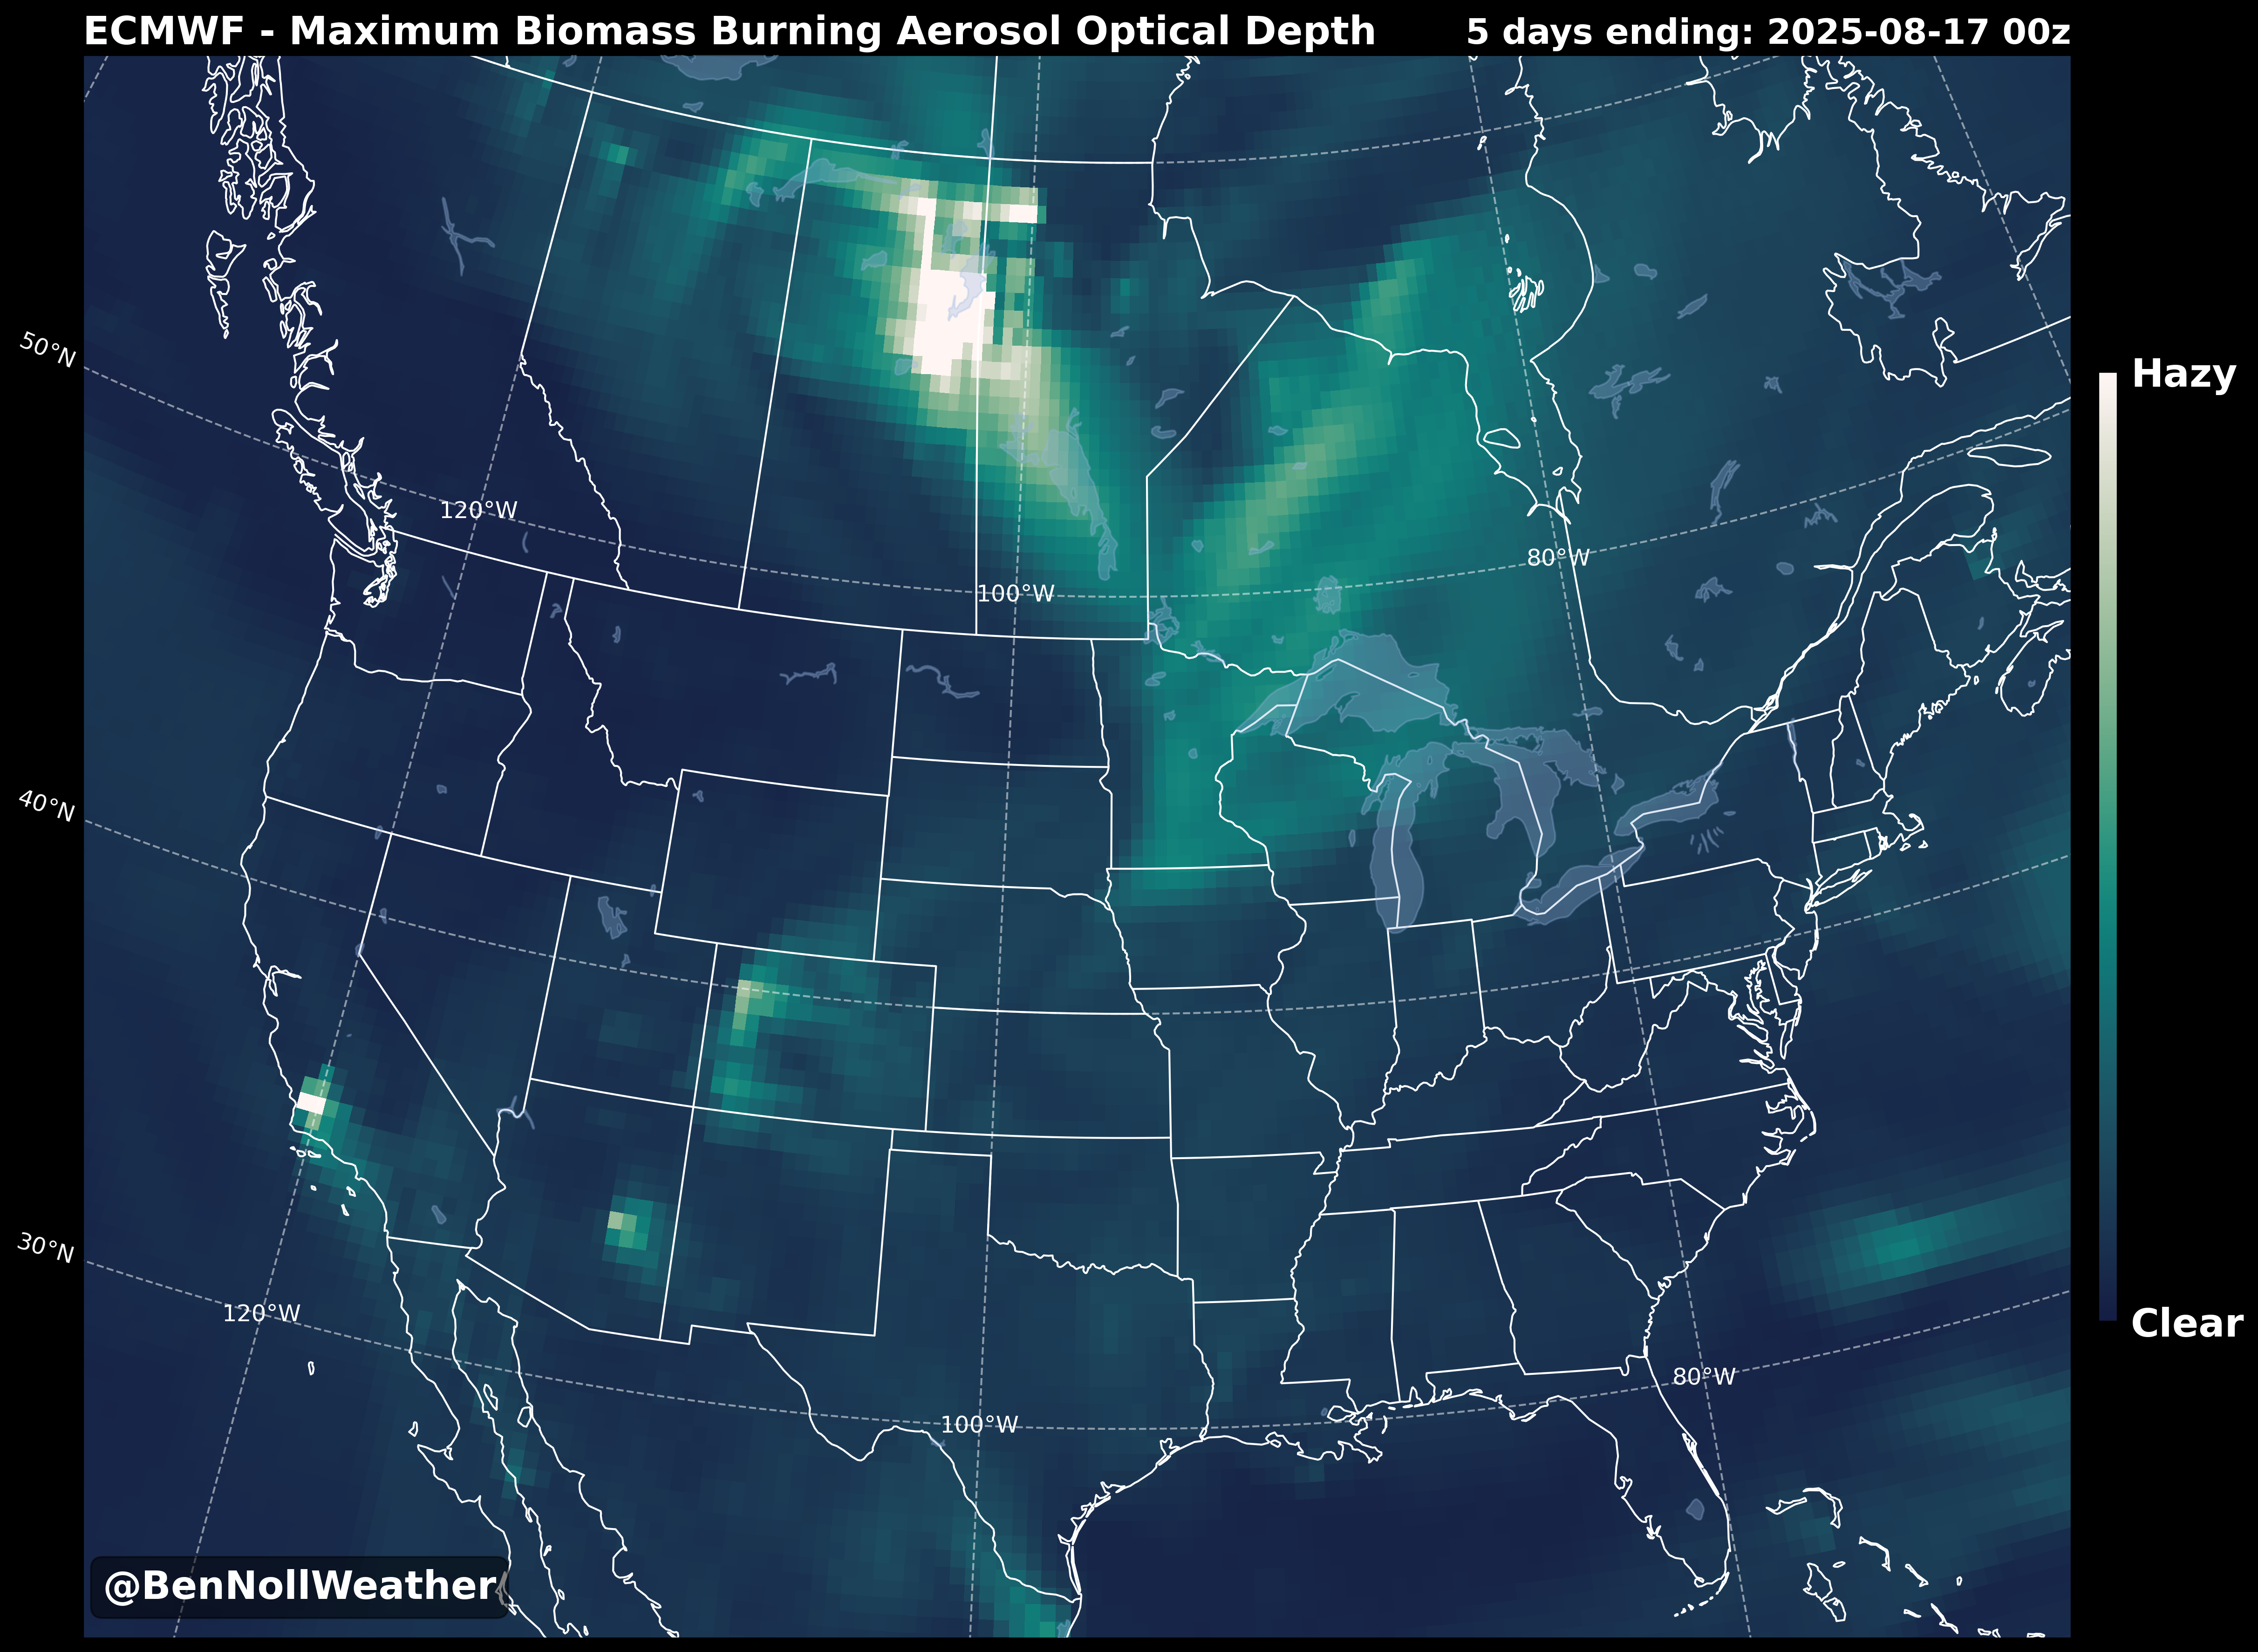 ECMWF - Maximum Biomass Burning Aerosol Optical Depth
5 days ending: 2025-08-17 00z
50°N
Hazy
120°W
80°W
100°W
40°N
30°N
120°W
Clear
80°W
100°W
@BenNollWeather